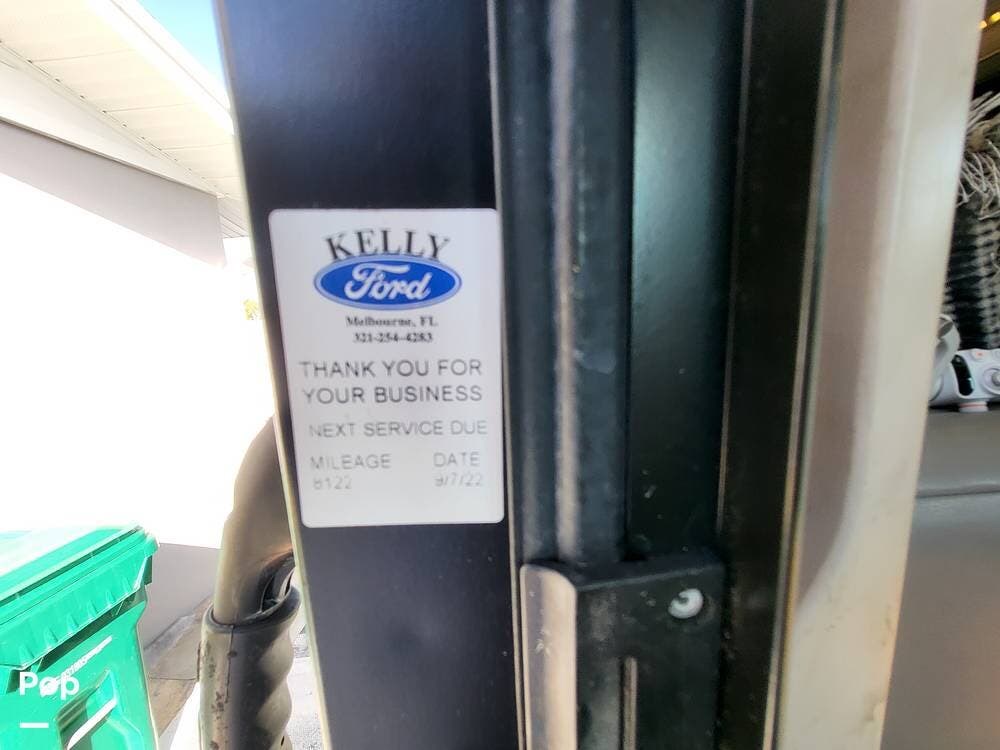 KELLY
Ford
Melbourne, FL
321-254-4283
THANK YOU FOR
YOUR BUSINESS
NEXT SERVICE DUE
MILEAGE DATE
8122 9/7/22
Pop